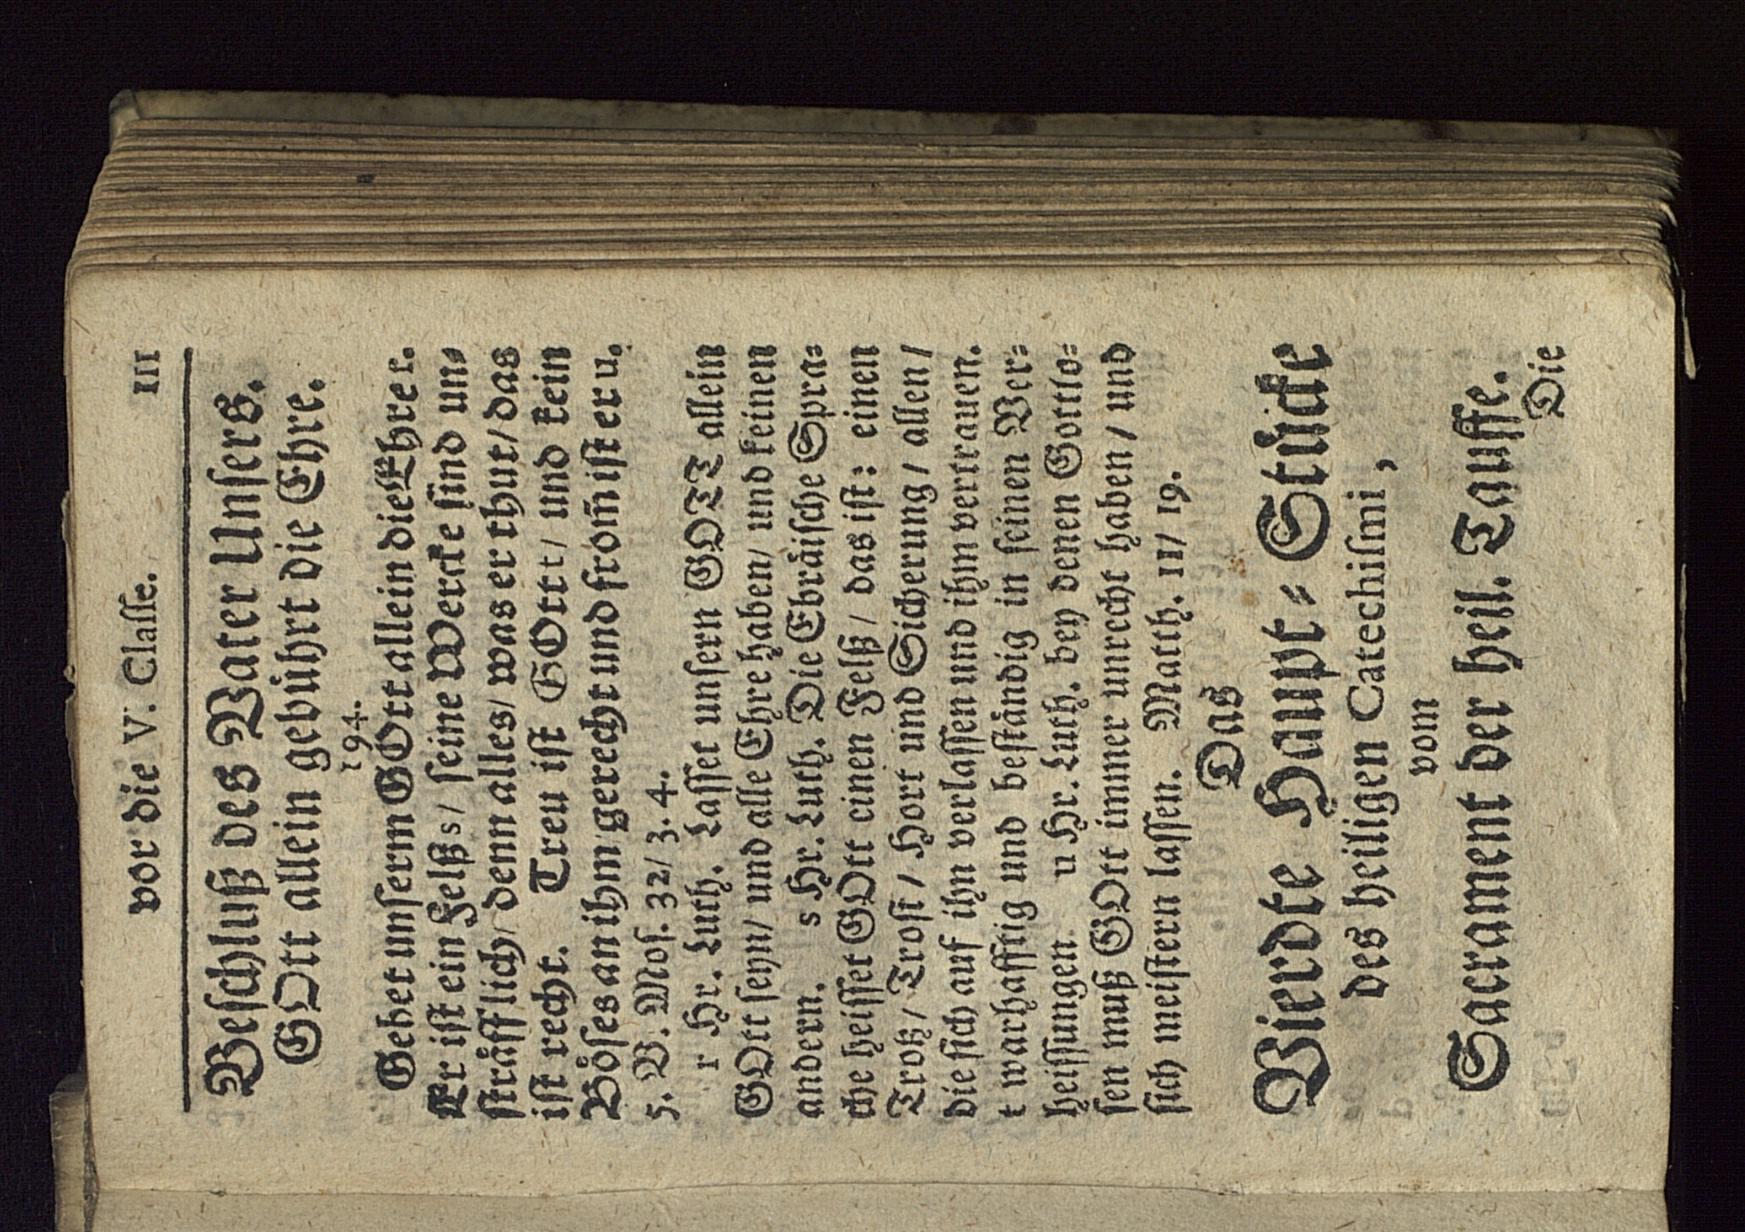 vor die V. Classe. 111
Beschluß des Vater Unsers.
GOtt allein gebührt die Ehre.
194.
Gebet unserm GOtt allein die Ehre r.
Er ist ein Felß s/ seine Wercke sind un-
sträfflich/ denn alles/ was er thut/ das
ist recht. Treu ist GOtt t/ und kein
Böses an ihm/ gerecht und from̃ ist er u.
5. B. Mos. 32/ 3. 4.
r Hr. Luth. Lasset unsern GOTT allein
GOtt seyn/ und alle Ehre haben/ und keinen
andern. s Hr. Luth. Die Ebräische Spra-
che heisset GOtt einen Felß/ das ist: einen
Trotz/ Trost/ Hort und Sicherung/ allen/
die sich auf ihn verlassen und ihm vertrauen.
t warhafftig und beständig in seinen Ver-
heissungen. u Hr. Luth. bey denen Gottlo-
sen muß GOtt immer unrecht haben/ und
sich meistern lassen. Matth. 11/ 19.
Das
Vierdte Haupt-Stücke
des heiligen Catechismi,
vom
Sacrament der heil. Tauffe.
Die